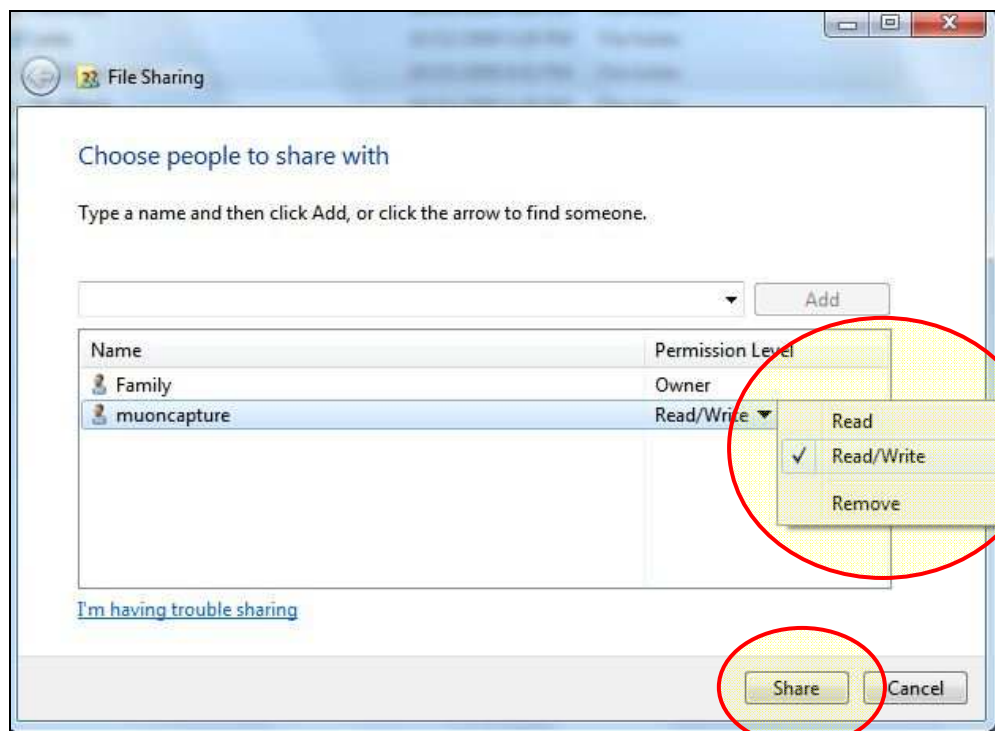 File Sharing
Choose people to share with
Type a name and then click Add, or click the arrow to find someone.
Add
Name Permission Level
Family Owner
muoncapture Read/Write
Read
Read/Write
Remove
I'm having trouble sharing
Share Cancel